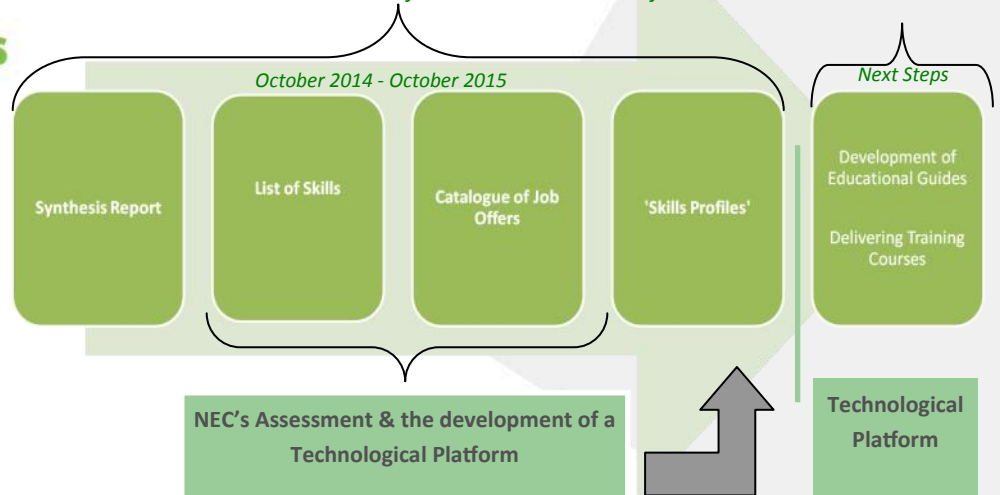 October 2014 - October 2015
Next Steps
Synthesis Report
List of Skills
Catalogue of Job
Offers
'Skills Profiles'
Development of
Educational Guides
Delivering Training
Courses
NEC’s Assessment & the development of a
Technological Platform
Technological
Platform